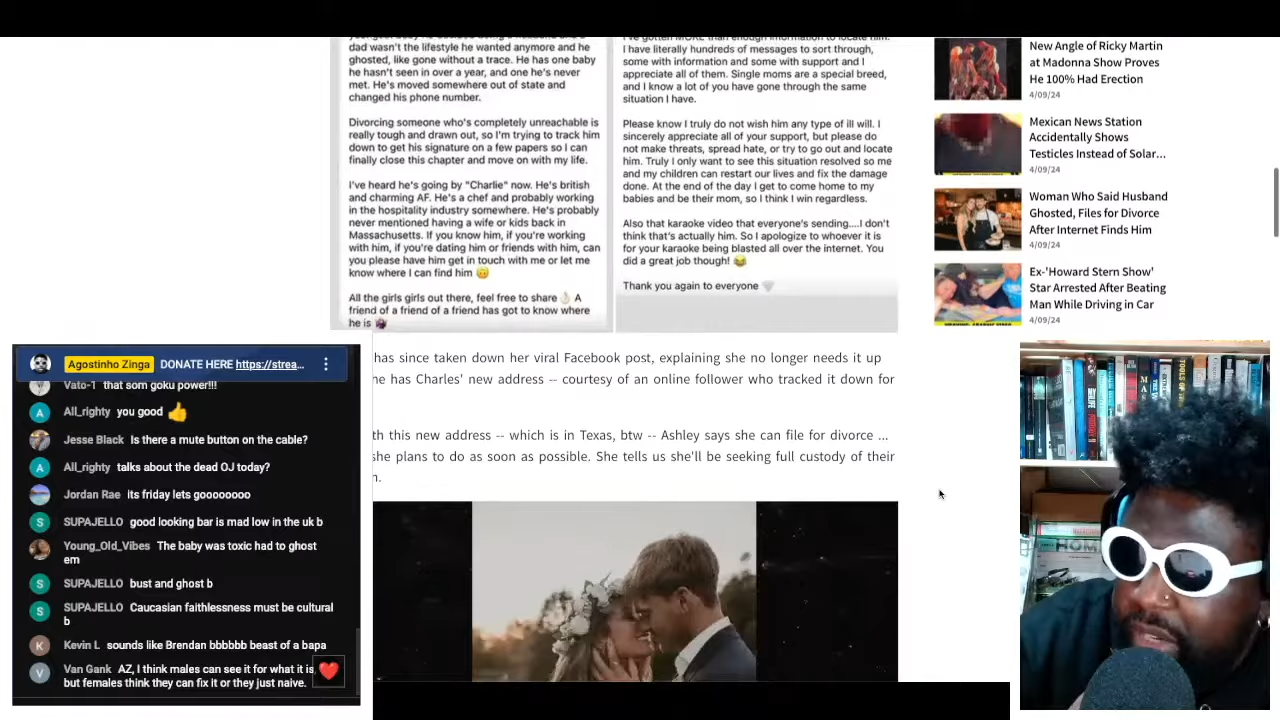 dad wasn't the lifestyle he wanted anymore and he
ghosted, like gone without a trace. He has one baby
he hasn't seen in over a year, and one he's never
met. He's moved somewhere out of state and
changed his phone number.
Divorcing someone who's completely unreachable is
really tough and drawn out, so I'm trying to track him
down to get his signature on a few papers so I can
finally close this chapter and move on with my life.
I've heard he's going by "Charlie" now. He's british
and charming AF. He's a chef and probably working
in the hospitality industry somewhere. He's probably
never mentioned having a wife or kids back in
Massachusetts. If you know him, if you're working
with him, if you're dating him or friends with him, can
you please have him get in touch with me or let me
know where I can find him 🥲
All the girls girls out there, feel free to share 👌 A
friend of a friend of a friend has got to know where
he is
I've gotten MORE than enough information to locate him.
I have literally hundreds of messages to sort through,
some with information and some with support and I
appreciate all of them. Single moms are a special breed,
and I know a lot of you have gone through the same
situation I have.
Please know I truly do not wish him any type of ill will. I
sincerely appreciate all of your support, but please do
not make threats, spread hate, or try to go out and locate
him. Truly I only want to see this situation resolved so me
and my children can restart our lives and fix the damage
done. At the end of the day I get to come home to my
babies and be their mom, so I think I win regardless.
Also that karaoke video that everyone's sending....I don't
think that's actually him. So I apologize to whoever it is
for your karaoke being blasted all over the internet. You
did a great job though! 😂
Thank you again to everyone 🤍
New Angle of Ricky Martin
at Madonna Show Proves
He 100% Had Erection
4/09/24
Mexican News Station
Accidentally Shows
Testicles Instead of Solar...
4/09/24
Woman Who Said Husband
Ghosted, Files for Divorce
After Internet Finds Him
4/09/24
Ex-'Howard Stern Show'
Star Arrested After Beating
Man While Driving in Car
4/09/24
has since taken down her viral Facebook post, explaining she no longer needs it up
he has Charles' new address -- courtesy of an online follower who tracked it down for
th this new address -- which is in Texas, btw -- Ashley says she can file for divorce ...
she plans to do as soon as possible. She tells us she'll be seeking full custody of their
n.
Agostinho Zinga DONATE HERE https://strea...
Vato-1 that som goku power!!!
All_righty you good 👍
Jesse Black Is there a mute button on the cable?
All_righty talks about the dead OJ today?
Jordan Rae its friday lets goooooooo
SUPAJELLO good looking bar is mad low in the uk b
Young_Old_Vibes The baby was toxic had to ghost
em
SUPAJELLO bust and ghost b
SUPAJELLO Caucasian faithlessness must be cultural
b
Kevin L sounds like Brendan bbbbbb beast of a bapa
Van Gank AZ, I think males can see it for what it is,
but females think they can fix it or they just naive.